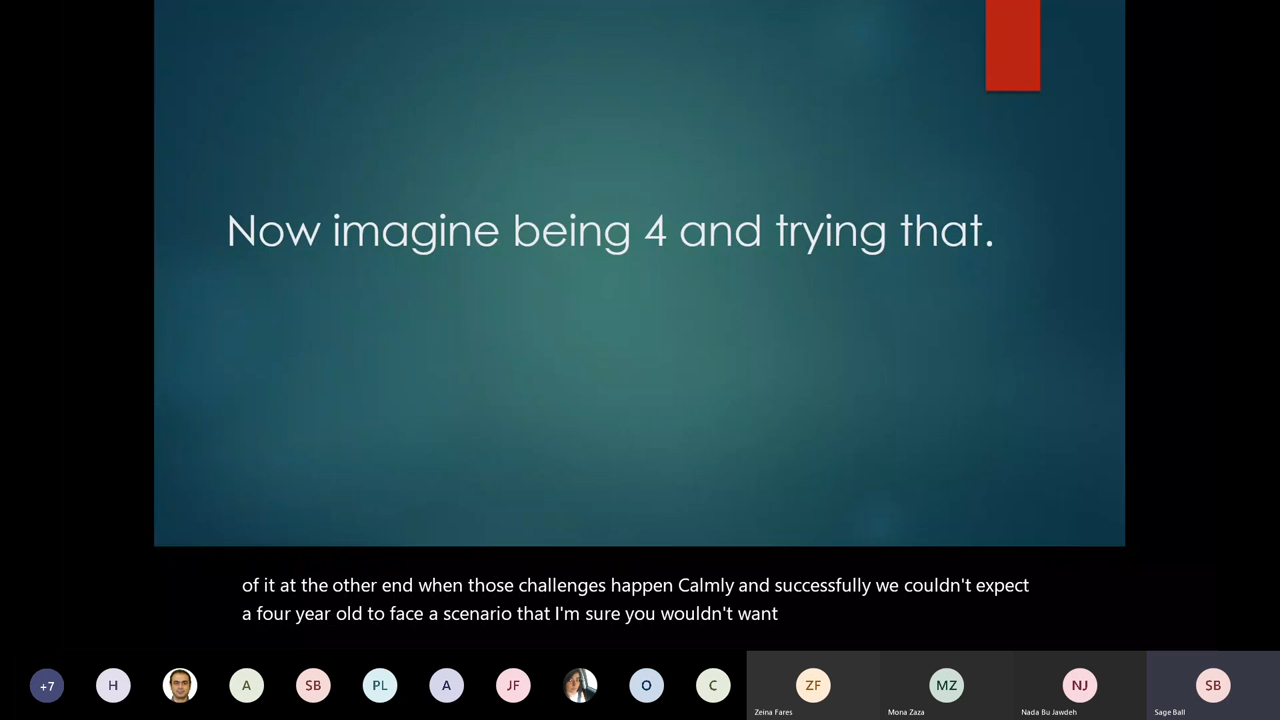 Now imagine being 4 and trying that.
of it at the other end when those challenges happen Calmly and successfully we couldn't expect
a four year old to face a scenario that I'm sure you wouldn't want
+7
H
A
SB
PL
A
JF
O
C
ZF
MZ
NJ
SB
Zeina Fares
Mona Zaza
Nada Bu Jawdeh
Sage Ball